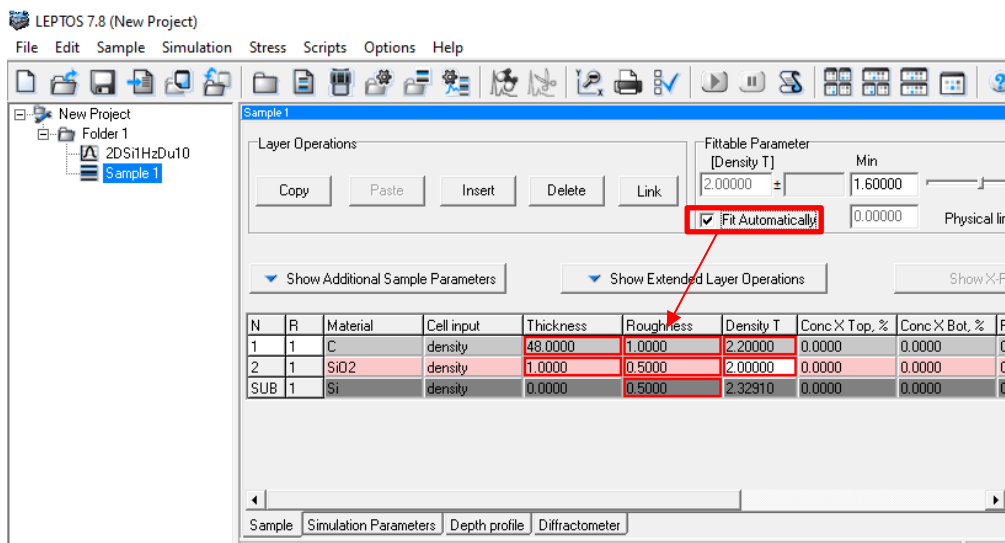 LEPTOS 7.8 (New Project)
File Edit Sample Simulation Stress Scripts Options Help
New Project
Folder 1
2DSi1HzDu10
Sample 1
Sample 1
Layer Operations
Copy Paste Insert Delete Link
Fittable Parameter
[Density T] Min
2.00000 ± 1.60000
Fit Automatically 0.00000 Physical li
Show Additional Sample Parameters Show Extended Layer Operations Show X-
N R Material Cell input Thickness Roughness Density T Conc X Top, % Conc X Bot, %
1 1 C density 48.0000 1.0000 2.20000 0.0000 0.0000
2 1 SiO2 density 1.0000 0.5000 2.00000 0.0000 0.0000
SUB 1 Si density 0.0000 0.5000 2.32910 0.0000 0.0000
Sample Simulation Parameters Depth profile Diffractometer